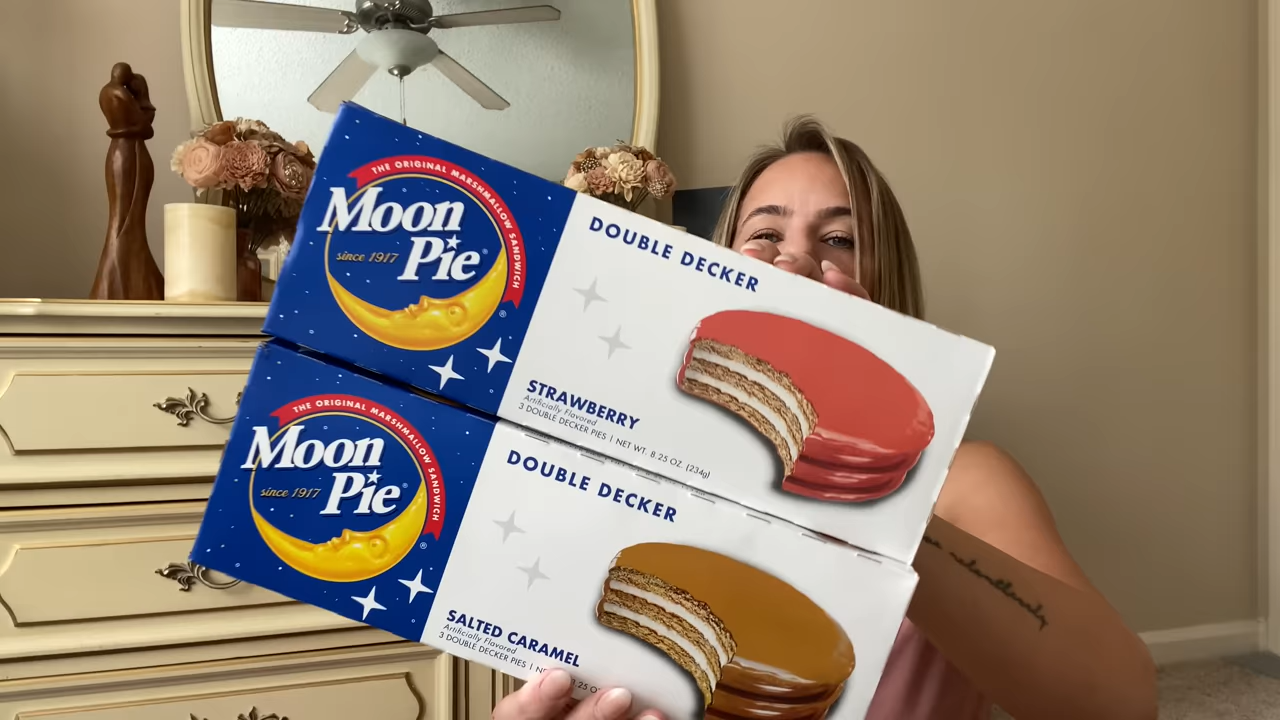 THE ORIGINAL MARSHMALLOW SANDWICH
Moon
Pie
since 1917
DOUBLE DECKER
STRAWBERRY
Artificially Flavored
3 DOUBLE DECKER PIES | NET WT. 8.25 OZ. (234g)
THE ORIGINAL MARSHMALLOW SANDWICH
Moon
Pie
since 1917
DOUBLE DECKER
SALTED CARAMEL
Artificially Flavored
3 DOUBLE DECKER PIES
relentlessly